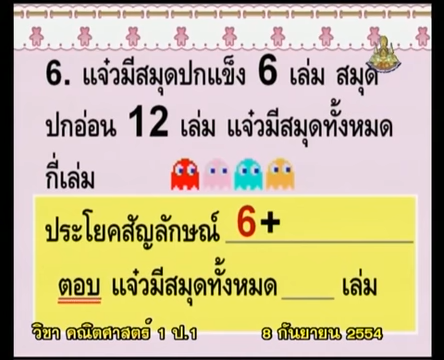 6. แจ๋วมีสมุดปกแข็ง 6 เล่ม สมุด
ปกอ่อน 12 เล่ม แจ๋วมีสมุดทั้งหมด
กี่เล่ม
ประโยคสัญลักษณ์ 6+
ตอบ แจ๋วมีสมุดทั้งหมด____ เล่ม
วิชา คณิตศาสตร์ 1 ป.1
8 กันยายน 2554